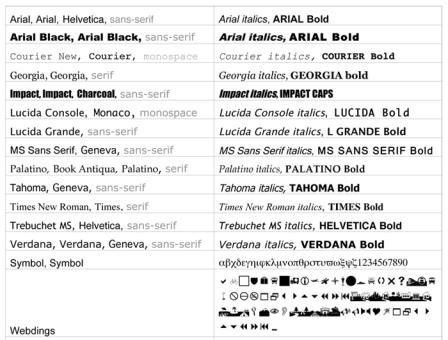 Arial, Arial, Helvetica, sans-serif Arial italics, ARIAL Bold
Arial Black, Arial Black, sans-serif Arial italics, ARIAL Bold
Courier New, Courier, monospace Courier italics, COURIER Bold
Georgia, Georgia, serif Georgia italics, GEORGIA bold
Impact, Impact, Charcoal, sans-serif Impact italics, IMPACT CAPS
Lucida Console, Monaco, monospace Lucida Console italics, LUCIDA Bold
Lucida Grande, sans-serif Lucida Grande italics, L GRANDE Bold
MS Sans Serif, Geneva, sans-serif MS Sans Serif italics, MS SANS SERIF Bold
Palatino, Book Antiqua, Palatino, serif Palatino italics, PALATINO Bold
Tahoma, Geneva, sans-serif Tahoma italics, TAHOMA Bold
Times New Roman, Times, serif Times New Roman italics, TIMES Bold
Trebuchet MS, Helvetica, sans-serif Trebuchet MS italics, HELVETICA Bold
Verdana, Verdana, Geneva, sans-serif Verdana italics, VERDANA Bold
Symbol, Symbol αβχδεγηιφκλμνοπθρστυπωξψζ1234567890
Webdings